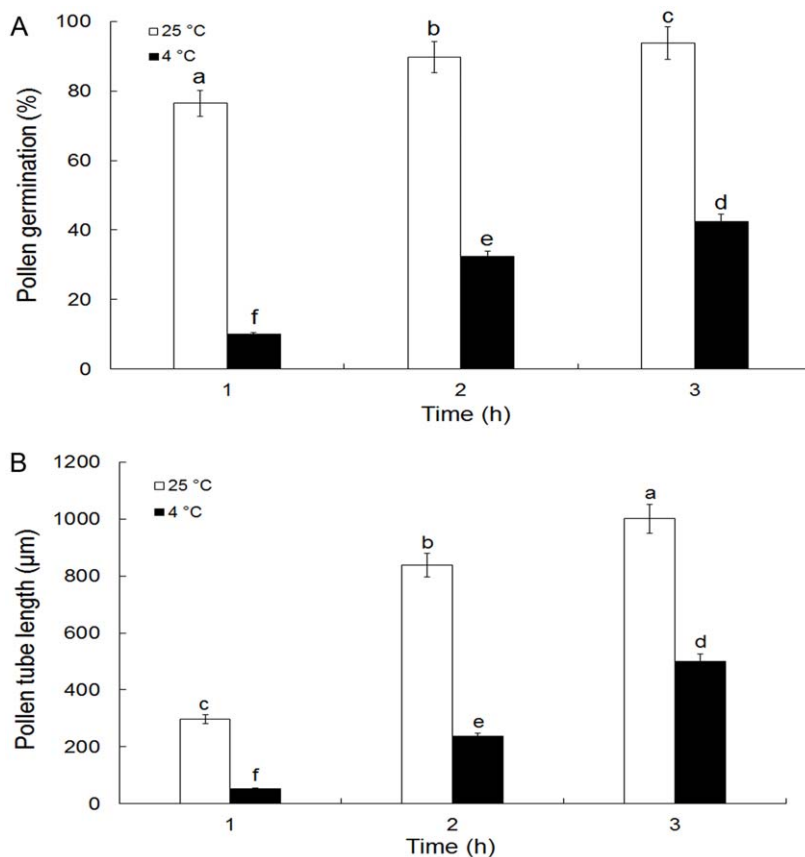 A
100
80
60
40
20
0
Pollen germination (%)
25 °C
4 °C
a
f
b
e
c
d
1
2
3
Time (h)
B
1200
1000
800
600
400
200
0
Pollen tube length (μm)
25 °C
4 °C
c
f
b
e
a
d
1
2
3
Time (h)